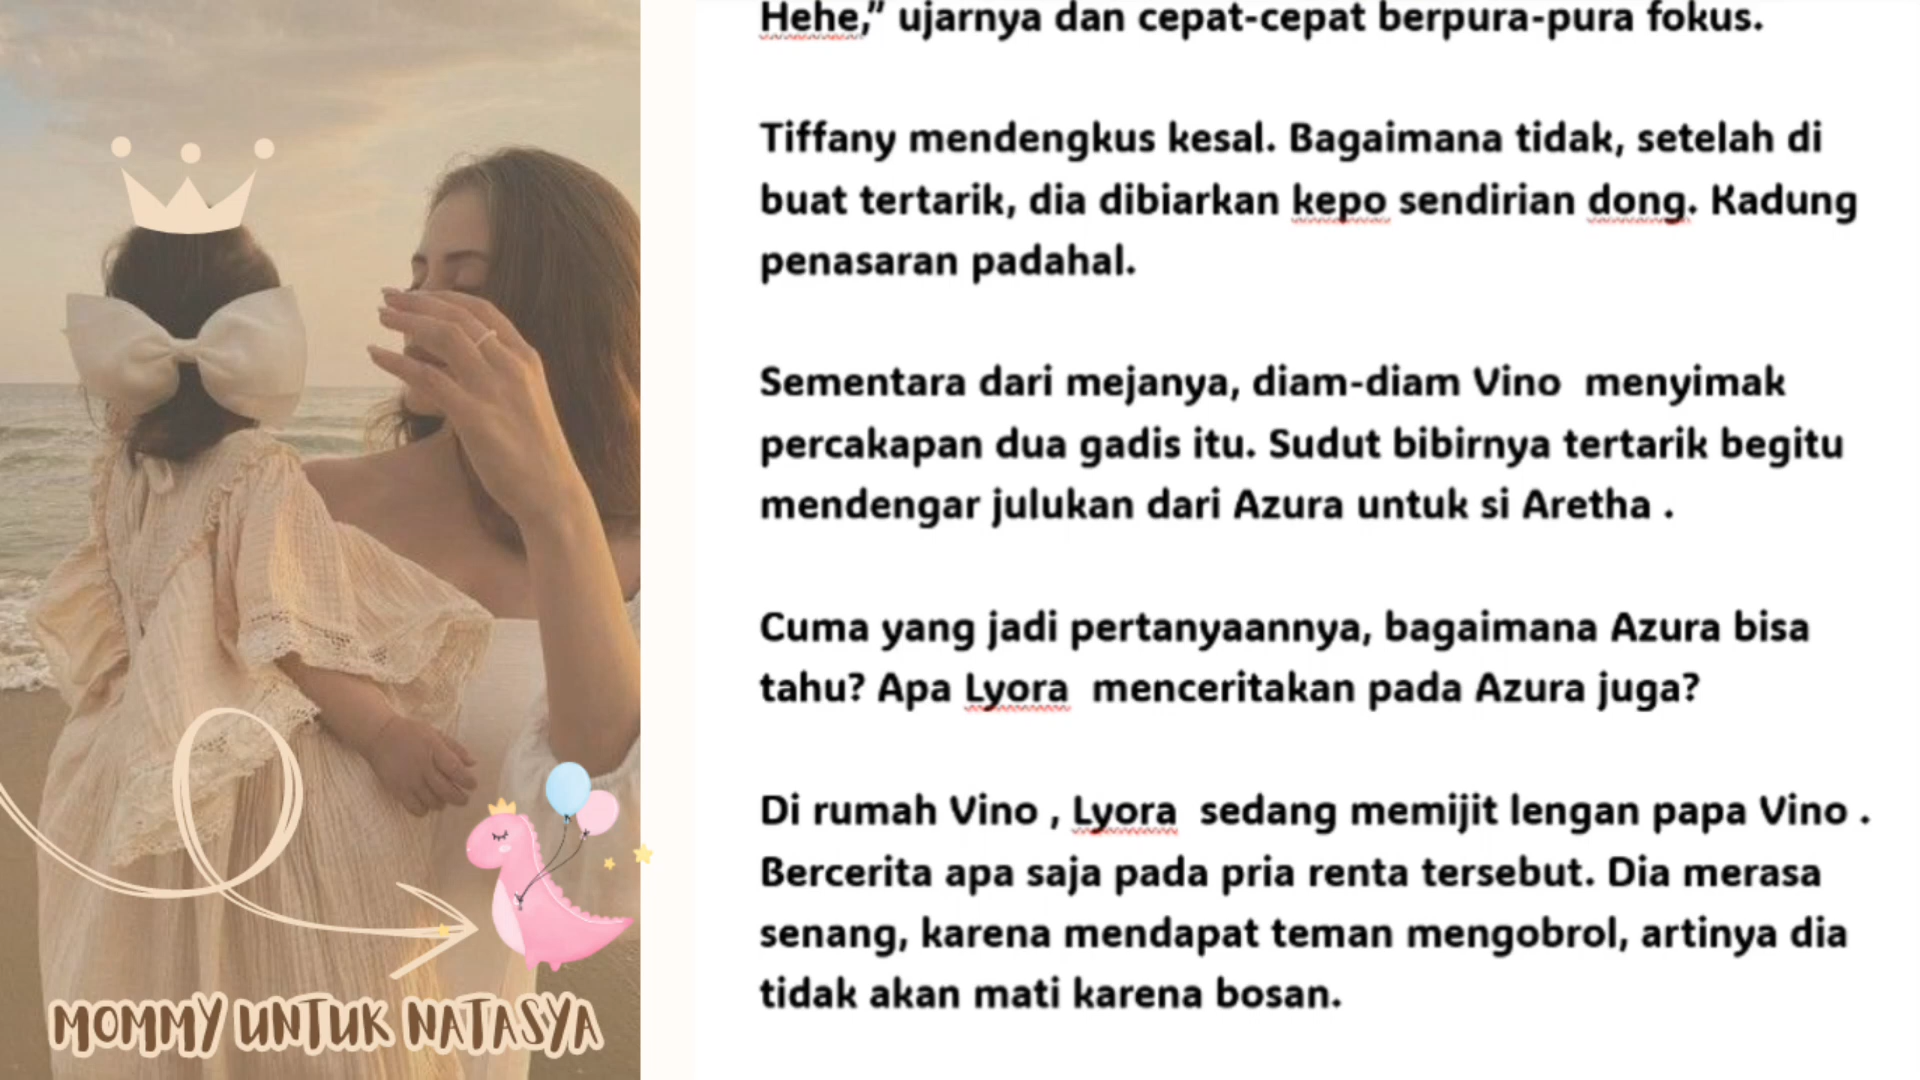 Hehe,” ujarnya dan cepat-cepat berpura-pura fokus.
Tiffany mendengkus kesal. Bagaimana tidak, setelah di
buat tertarik, dia dibiarkan kepo sendirian dong. Kadung
penasaran padahal.
Sementara dari mejanya, diam-diam Vino  menyimak
percakapan dua gadis itu. Sudut bibirnya tertarik begitu
mendengar julukan dari Azura untuk si Aretha .
Cuma yang jadi pertanyaannya, bagaimana Azura bisa
tahu? Apa Lyora  menceritakan pada Azura juga?
Di rumah Vino , Lyora  sedang memijit lengan papa Vino .
Bercerita apa saja pada pria renta tersebut. Dia merasa
senang, karena mendapat teman mengobrol, artinya dia
tidak akan mati karena bosan.
MOMMY UNTUK NATASYA